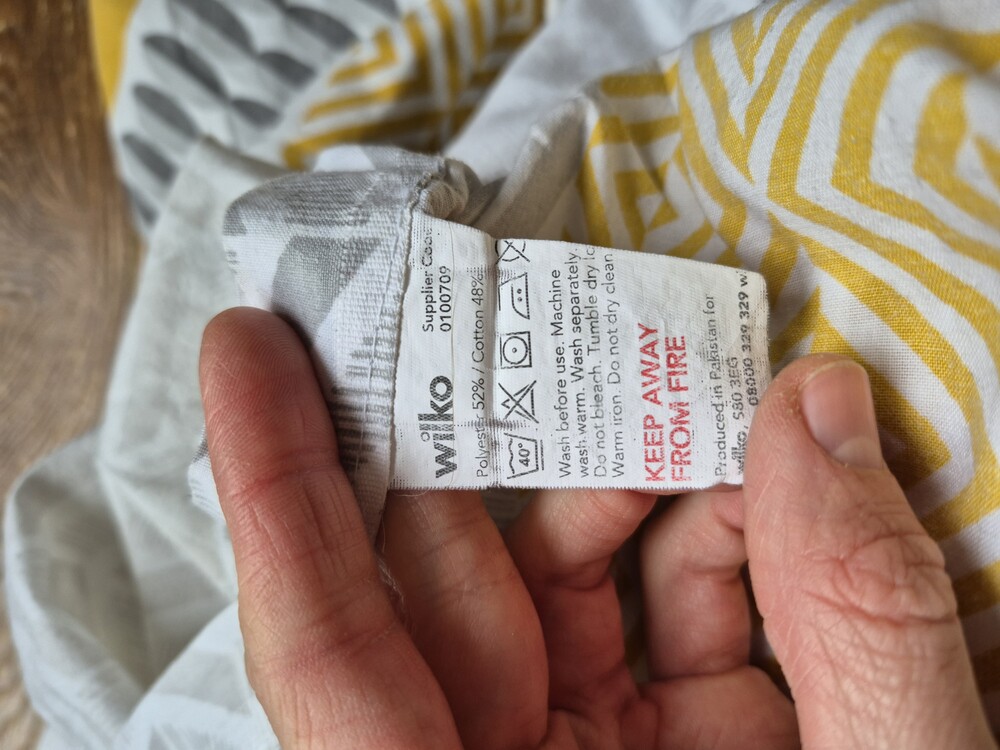 wilko
Supplier Code
0100709
Polyester 52% / Cotton 48%
40°
Wash before use. Machine
wash warm. Wash separately.
Do not bleach. Tumble dry lo
Warm iron. Do not dry clean
KEEP AWAY
FROM FIRE
Produced in Pakistan for
wilko, S80 3EG
08000 329 329 w